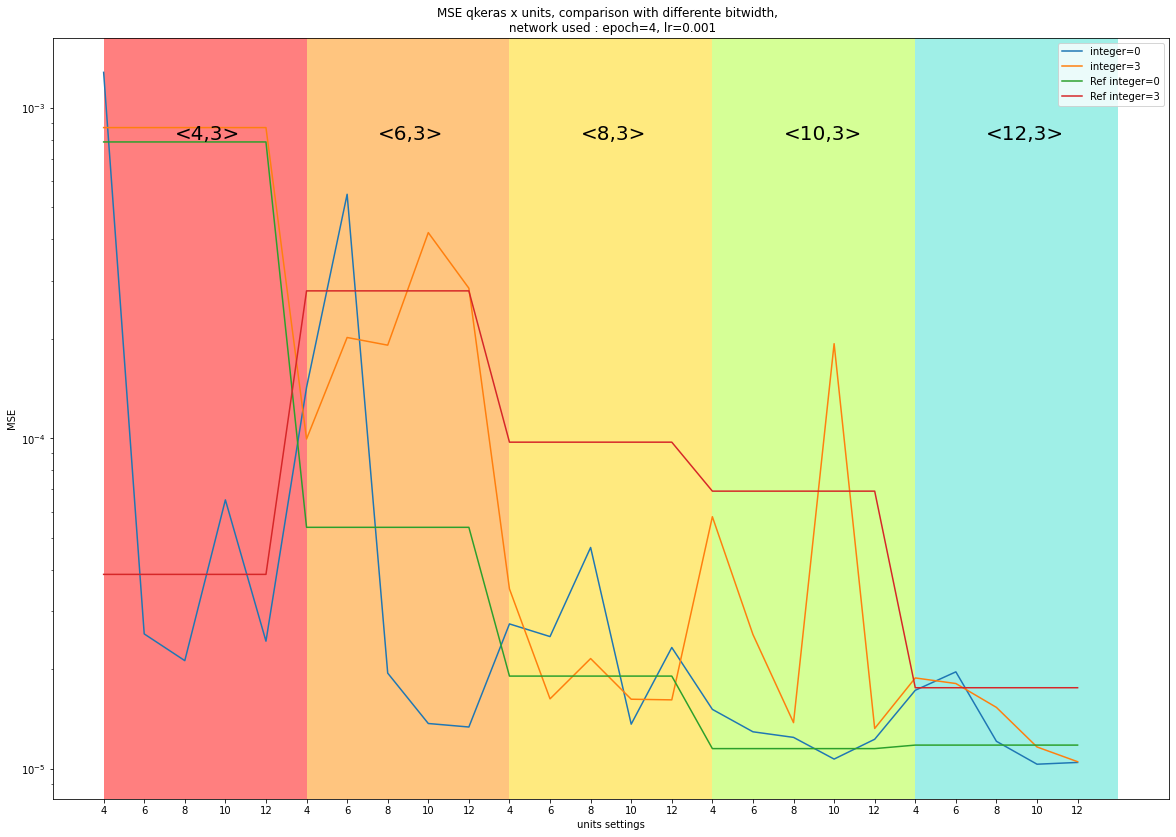 MSE qkeras x units, comparison with differente bitwidth,
network used : epoch=4, lr=0.001
integer=0
integer=3
Ref integer=0
Ref integer=3
<4,3> <6,3> <8,3> <10,3> <12,3>
MSE
10⁻³
10⁻⁴
10⁻⁵
4 6 8 10 12 4 6 8 10 12 4 6 8 10 12 4 6 8 10 12 4 6 8 10 12
units settings